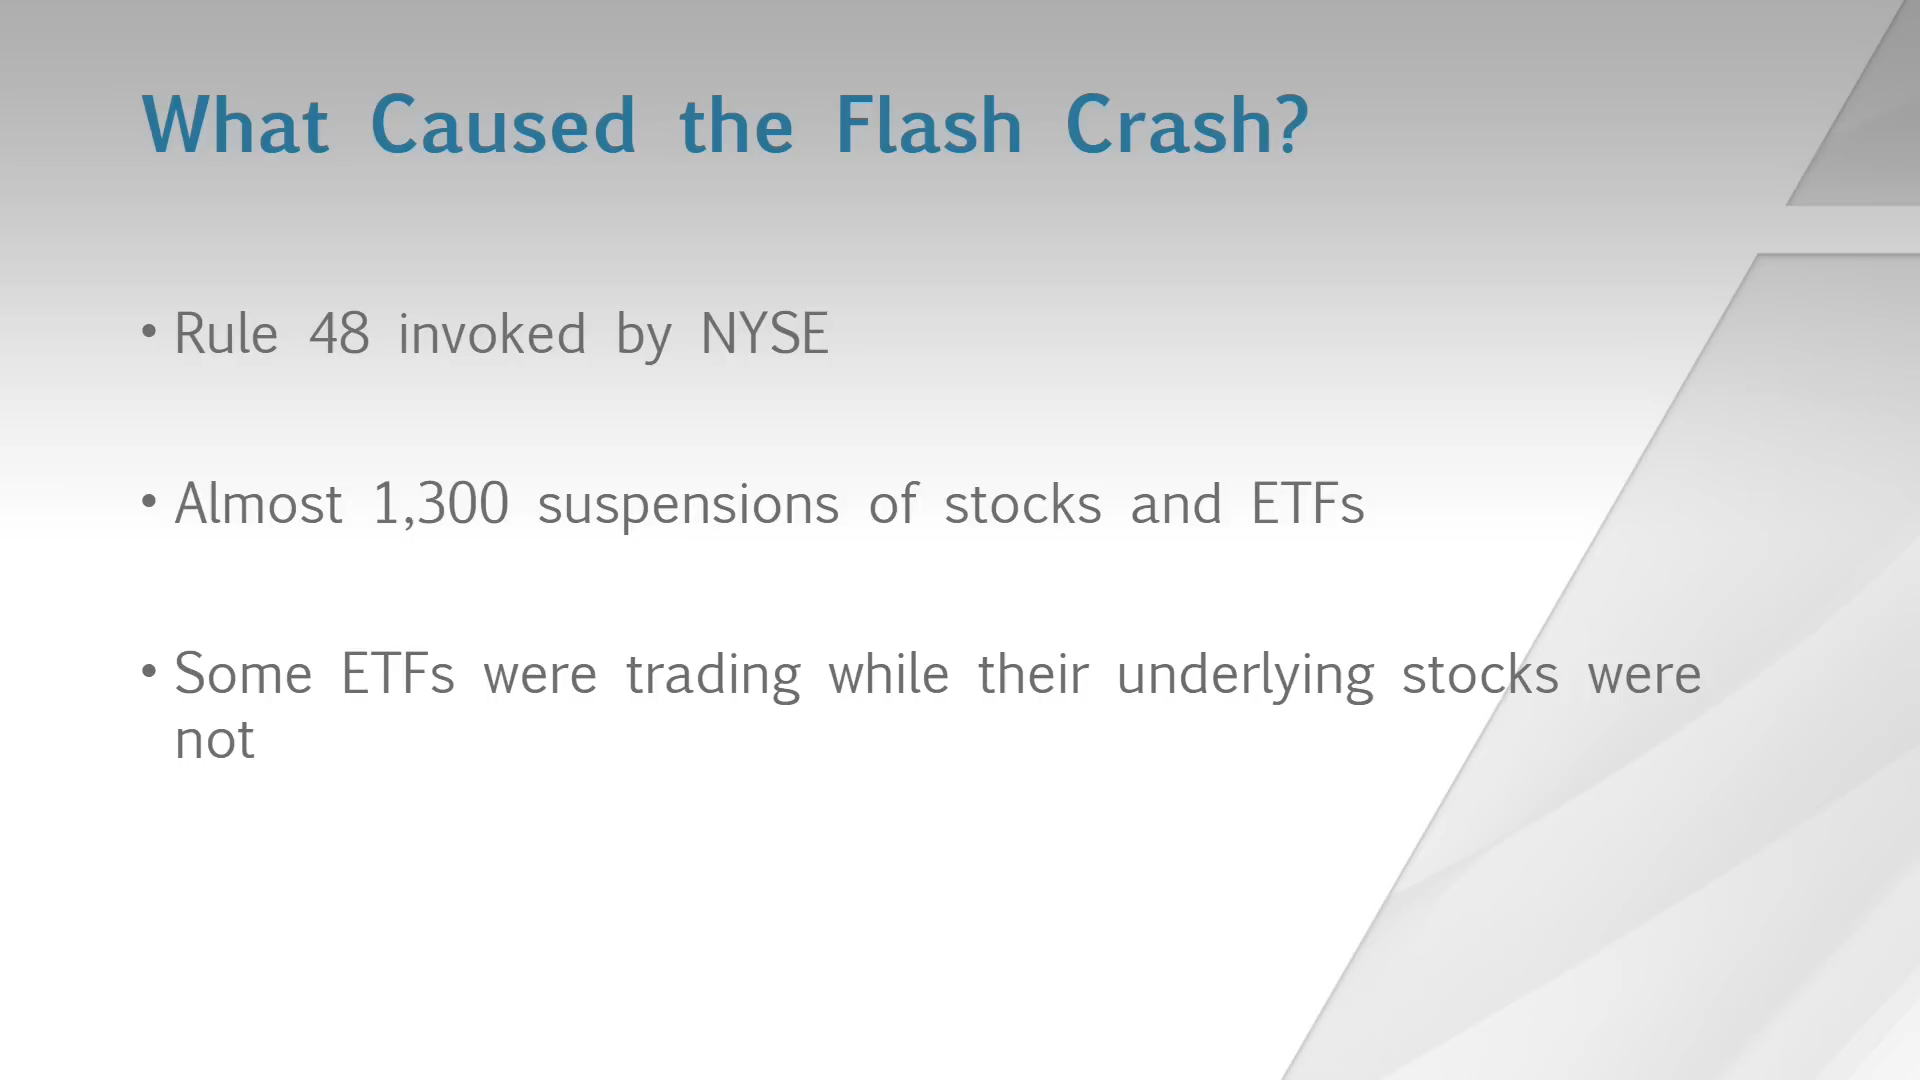 What Caused the Flash Crash?
• Rule 48 invoked by NYSE
• Almost 1,300 suspensions of stocks and ETFs
• Some ETFs were trading while their underlying stocks were
not